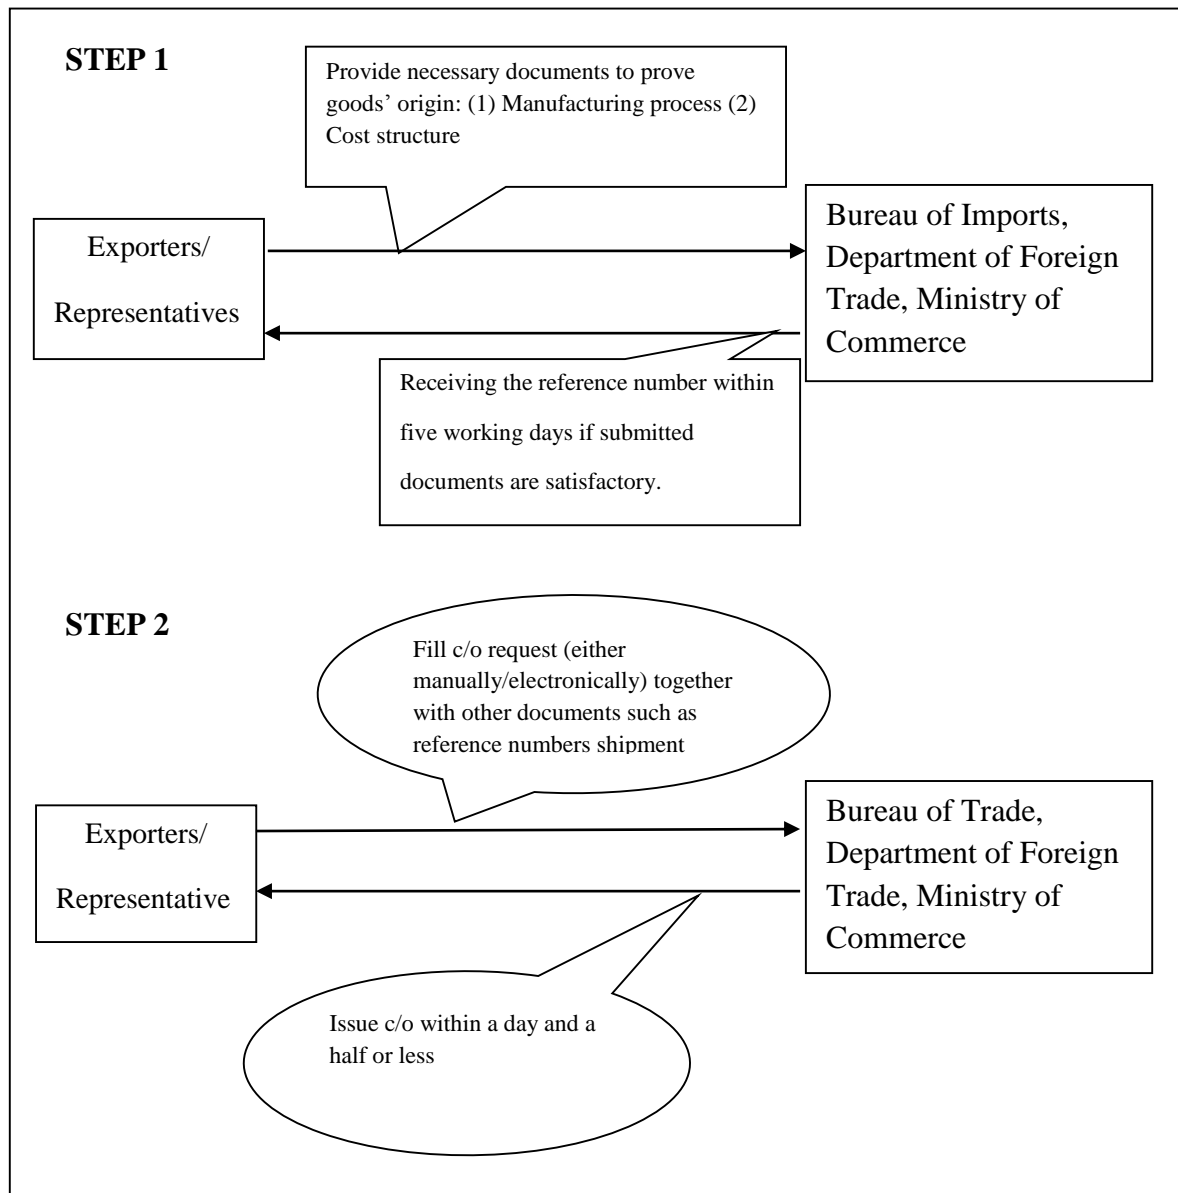 STEP 1
Provide necessary documents to prove
goods’ origin: (1) Manufacturing process (2)
Cost structure
Exporters/
Representatives
Bureau of Imports,
Department of Foreign
Trade, Ministry of
Commerce
Receiving the reference number within
five working days if submitted
documents are satisfactory.
STEP 2
Fill c/o request (either
manually/electronically) together
with other documents such as
reference numbers shipment
Exporters/
Representative
Bureau of Trade,
Department of Foreign
Trade, Ministry of
Commerce
Issue c/o within a day and a
half or less